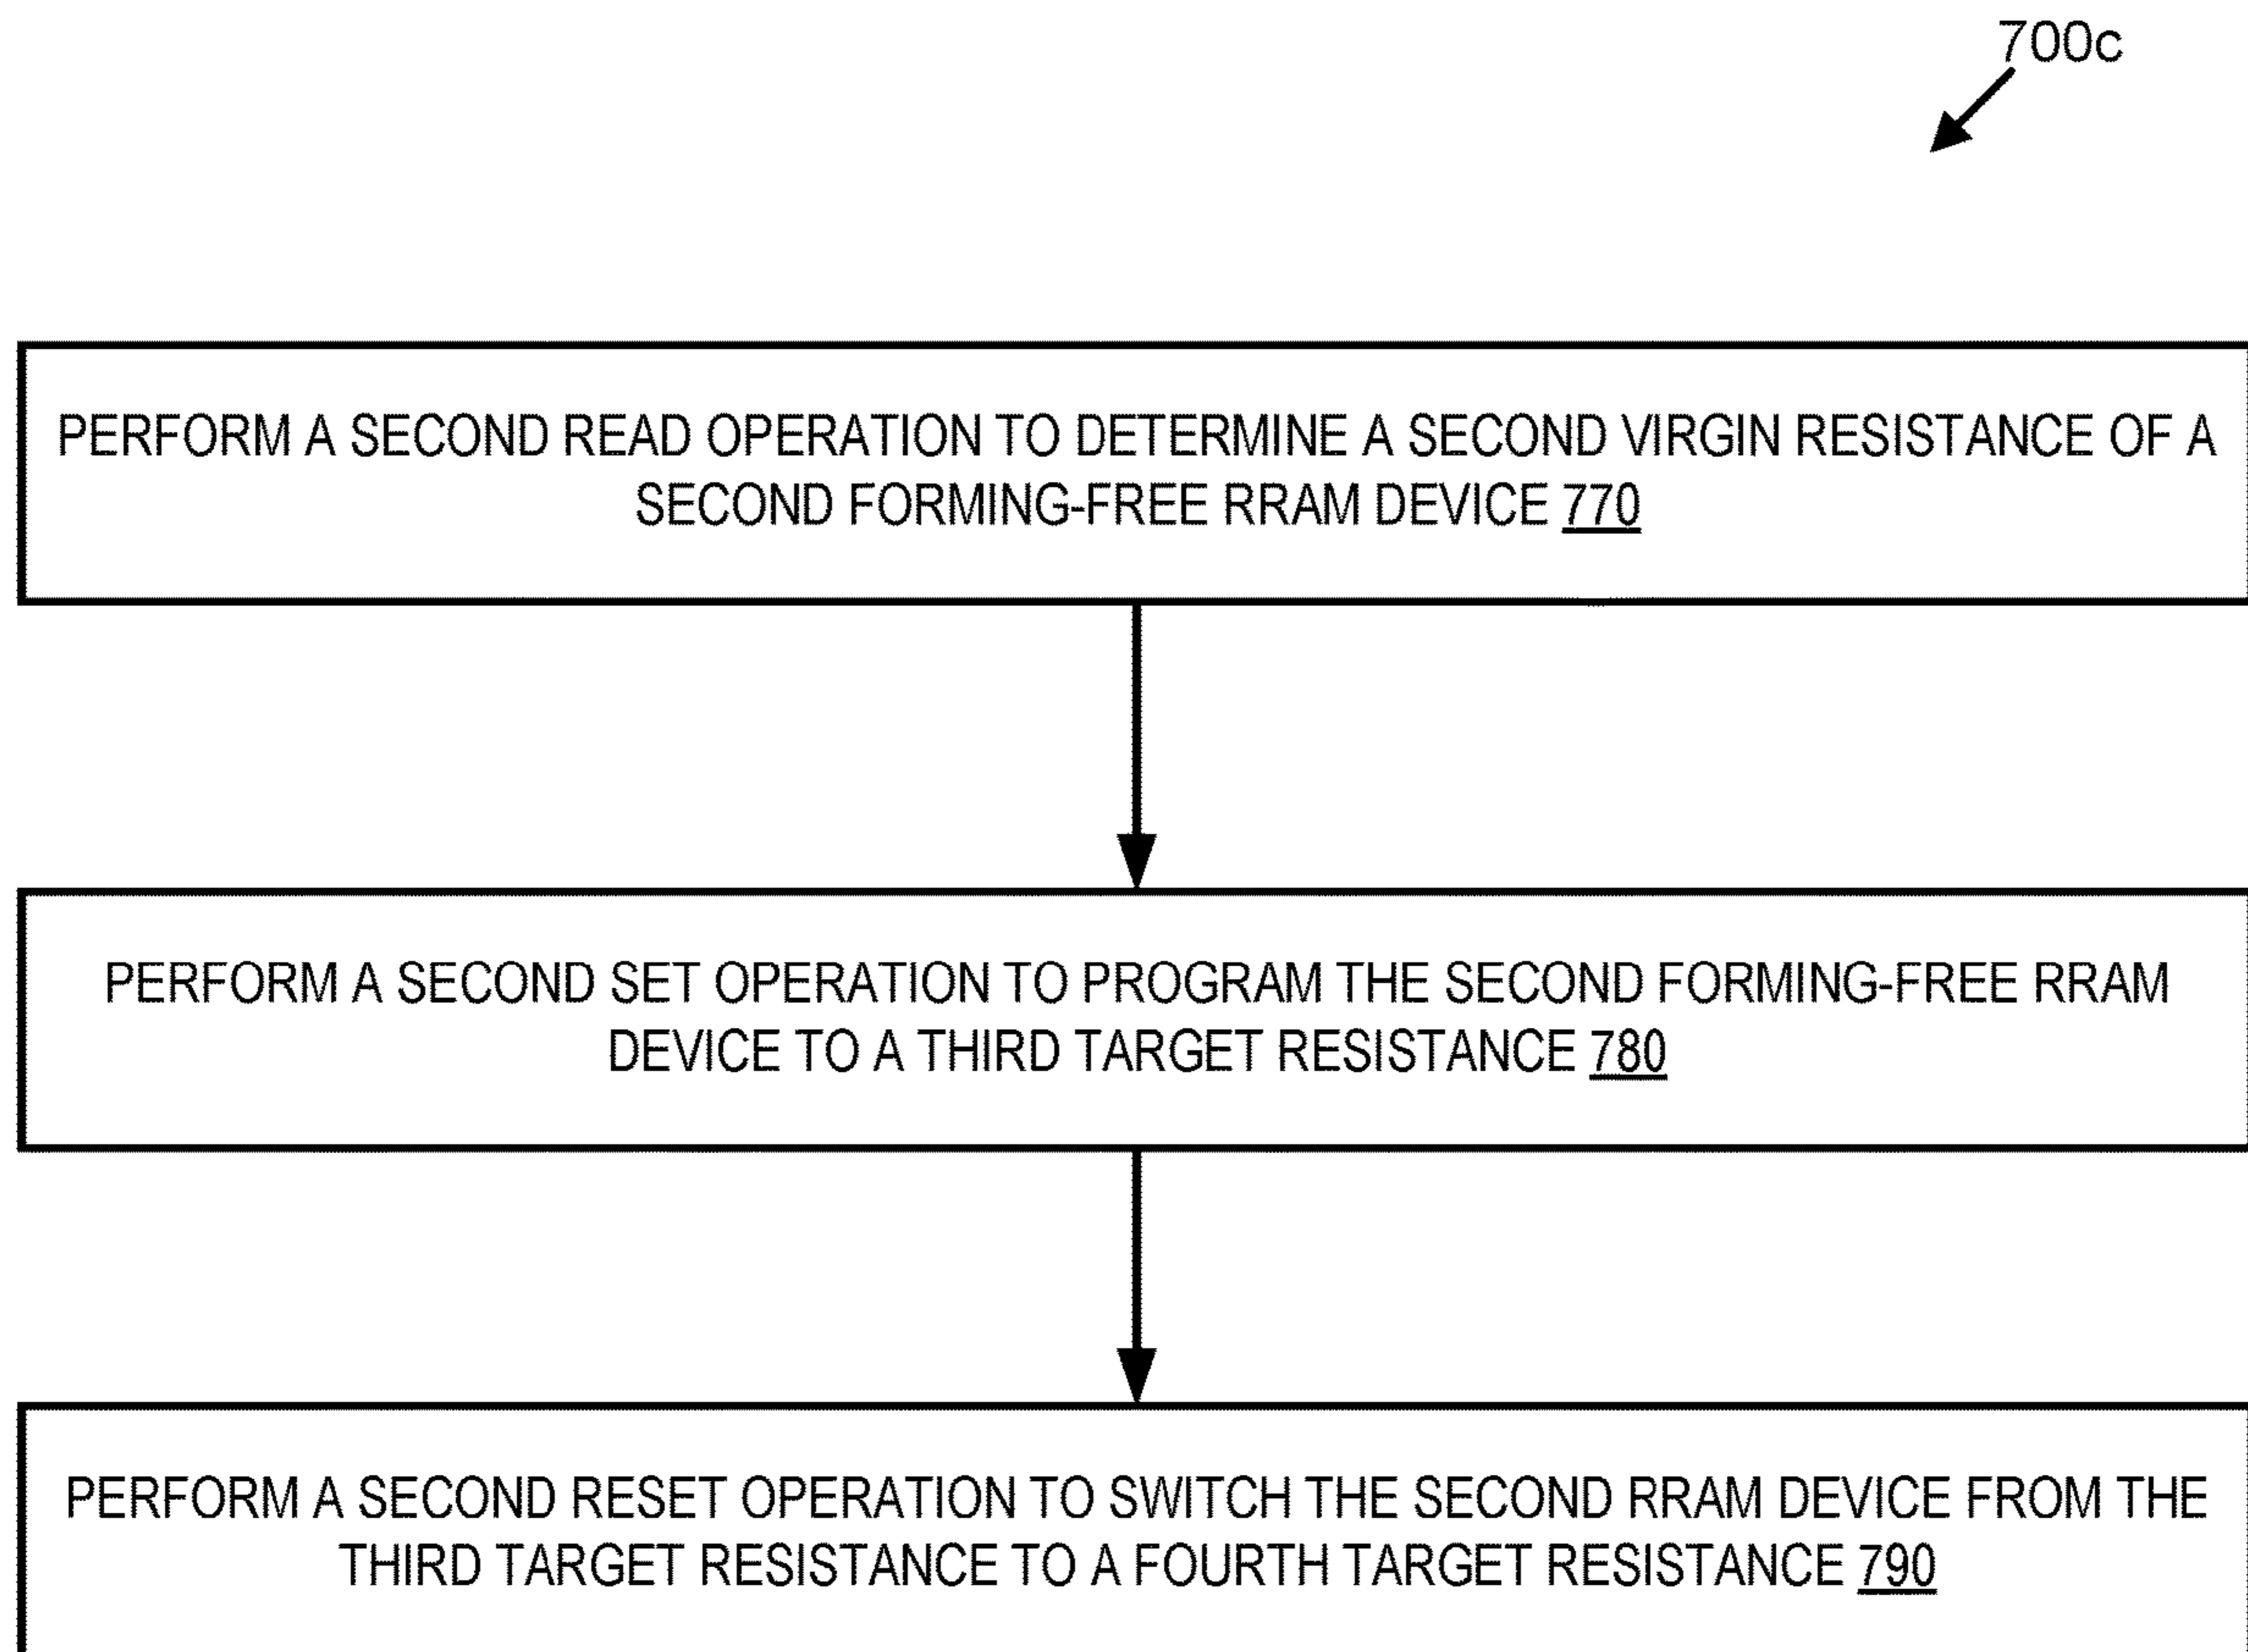 700c
PERFORM A SECOND READ OPERATION TO DETERMINE A SECOND VIRGIN RESISTANCE OF A
SECOND FORMING-FREE RRAM DEVICE 770
PERFORM A SECOND SET OPERATION TO PROGRAM THE SECOND FORMING-FREE RRAM
DEVICE TO A THIRD TARGET RESISTANCE 780
PERFORM A SECOND RESET OPERATION TO SWITCH THE SECOND RRAM DEVICE FROM THE
THIRD TARGET RESISTANCE TO A FOURTH TARGET RESISTANCE 790